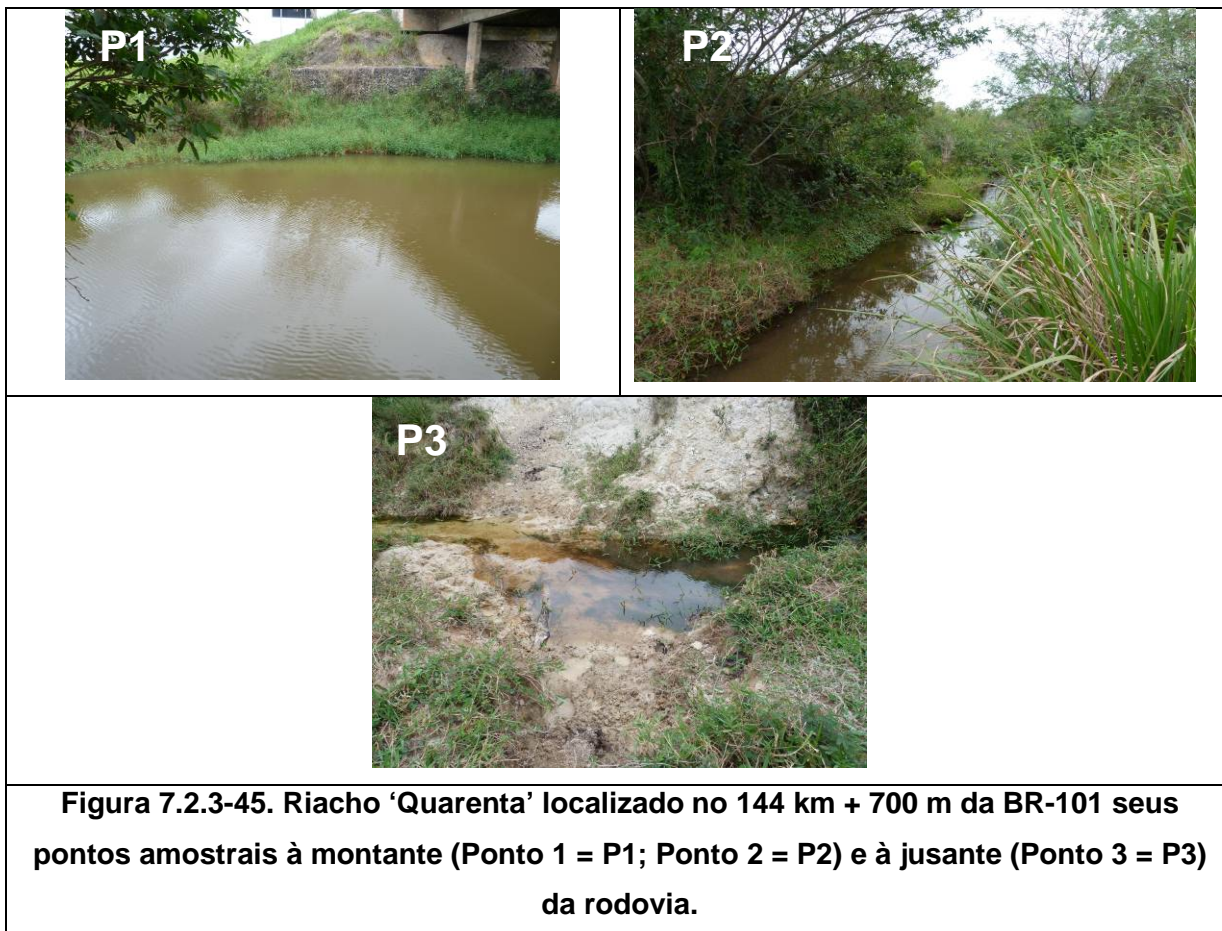 P1
P2
P3
Figura 7.2.3-45. Riacho ‘Quarenta’ localizado no 144 km + 700 m da BR-101 seus
pontos amostrais à montante (Ponto 1 = P1; Ponto 2 = P2) e à jusante (Ponto 3 = P3)
da rodovia.